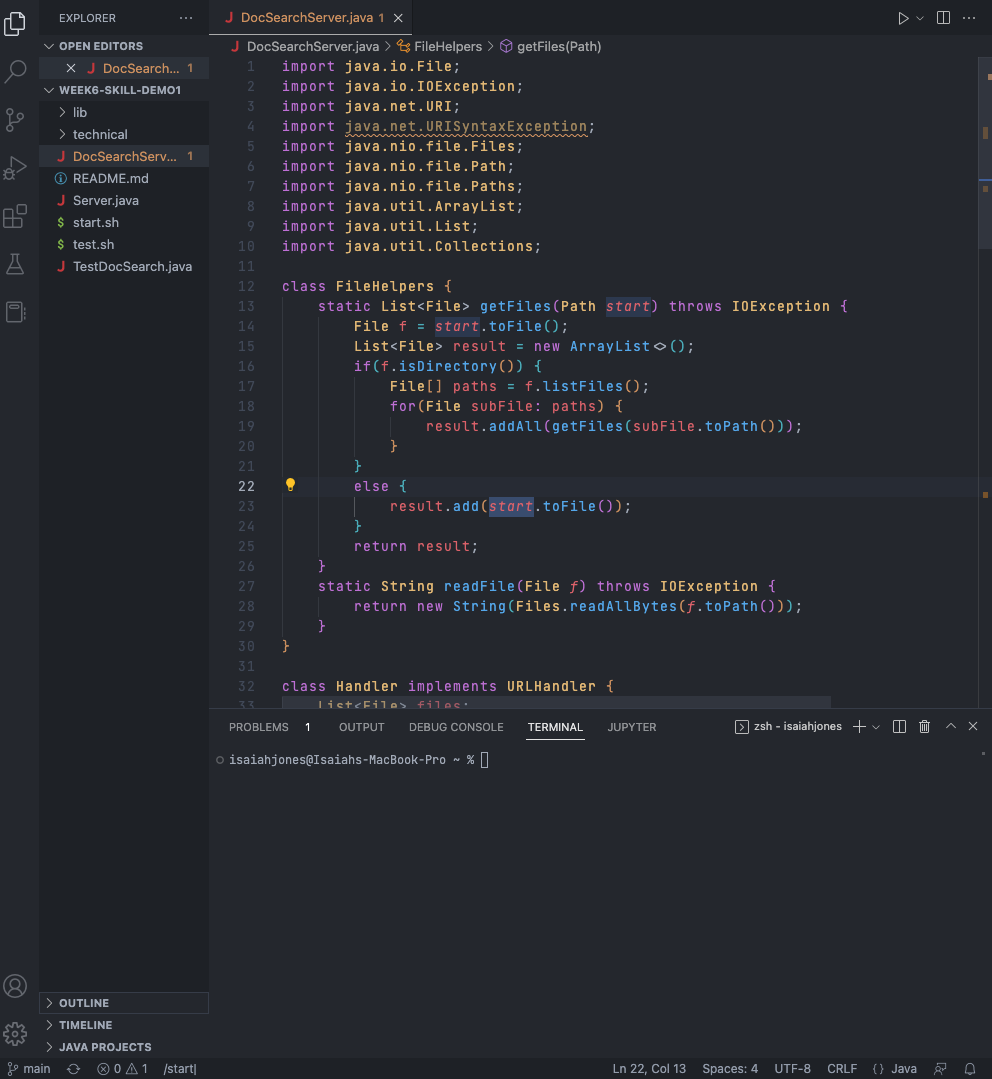 EXPLORER ···
OPEN EDITORS
DocSearch... 1
WEEK6-SKILL-DEMO1
lib
technical
DocSearchServ... 1
README.md
Server.java
start.sh
test.sh
TestDocSearch.java
OUTLINE
TIMELINE
JAVA PROJECTS
DocSearchServer.java 1
DocSearchServer.java > FileHelpers > getFiles(Path)
1 import java.io.File;
2 import java.io.IOException;
3 import java.net.URI;
4 import java.net.URISyntaxException;
5 import java.nio.file.Files;
6 import java.nio.file.Path;
7 import java.nio.file.Paths;
8 import java.util.ArrayList;
9 import java.util.List;
10 import java.util.Collections;
11
12 class FileHelpers {
13     static List<File> getFiles(Path start) throws IOException {
14         File f = start.toFile();
15         List<File> result = new ArrayList<>();
16         if(f.isDirectory()) {
17             File[] paths = f.listFiles();
18             for(File subFile: paths) {
19                 result.addAll(getFiles(subFile.toPath()));
20             }
21         }
22         else {
23             result.add(start.toFile());
24         }
25         return result;
26     }
27     static String readFile(File f) throws IOException {
28         return new String(Files.readAllBytes(f.toPath()));
29     }
30 }
31
32 class Handler implements URLHandler {
33     List<File> files;
PROBLEMS 1 OUTPUT DEBUG CONSOLE TERMINAL JUPYTER zsh - isaiahjones
isaiahjones@Isaiahs-MacBook-Pro ~ %
main 0 1 /start| Ln 22, Col 13 Spaces: 4 UTF-8 CRLF {} Java